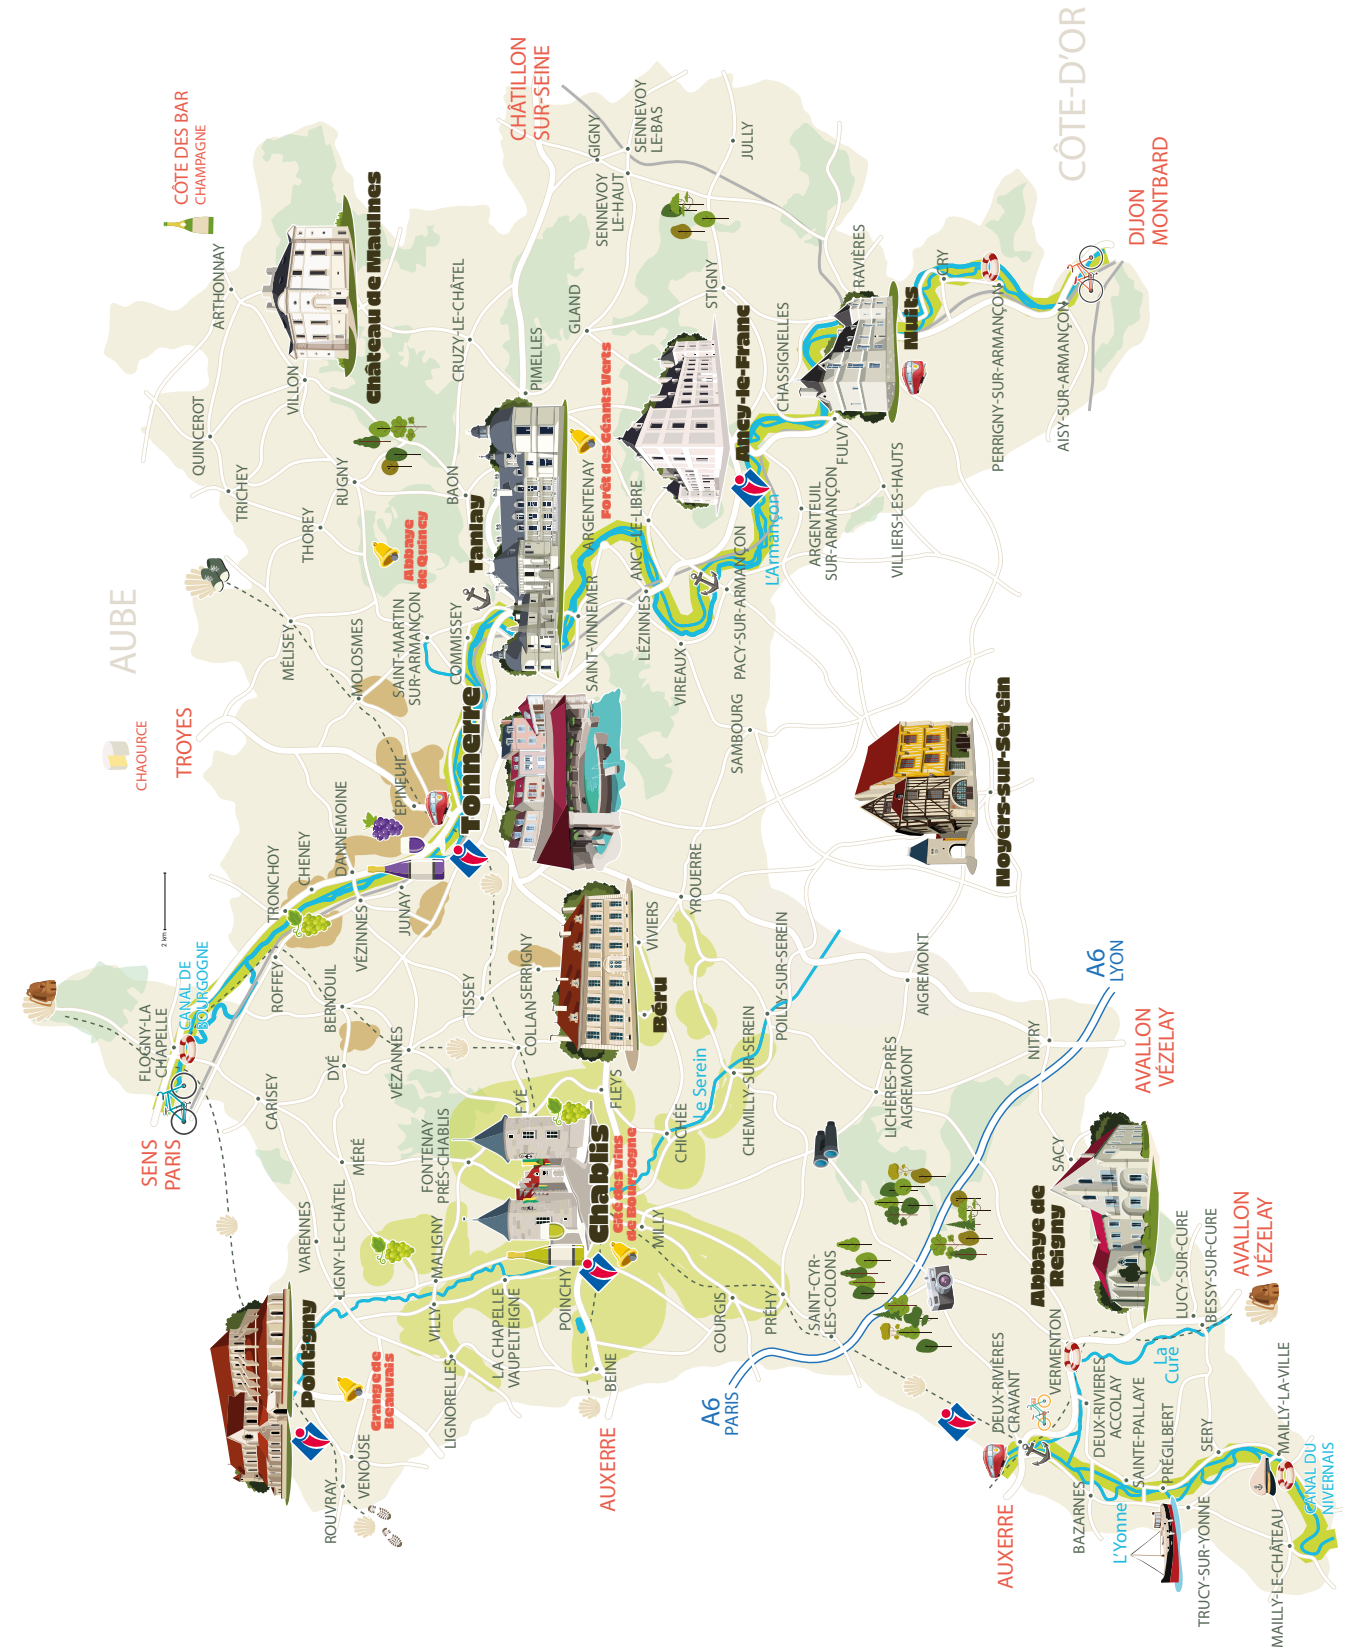 SENS
PARIS
FLOGNY-LA
CHAPELLE
CANAL DE
BOURGOGNE
2 km
CHAOURCE
TROYES
AUBE
CÔTE DES BAR
CHAMPAGNE
ARTHONNAY
QUINCEROT
TRICHEY
VILLON
Château de Maulnes
RUGNY
THOREY
MÉLISEY
MOLOSMES
Abbaye
de Quincy
SAINT-MARTIN
SUR-ARMANÇON
COMMISSEY
BAON
Tanlay
CRUZY-LE-CHÂTEL
PIMELLES
GLAND
CHÂTILLON
SUR-SEINE
GIGNY
SENNEVOY
LE-BAS
SENNEVOY
LE-HAUT
JULLY
STIGNY
CÔTE-D'OR
DIJON
MONTBARD
RAVIÈRES
CRY
Nuits
PERRIGNY-SUR-ARMANÇON
AISY-SUR-ARMANÇON
CHASSIGNELLES
FULVY
VILLIERS-LES-HAUTS
ARGENTEUIL
SUR-ARMANÇON
Ancy-le-Franc
L'Armançon
Forêt des Géants Verts
ARGENTENAY
ANCY-LE-LIBRE
SAINT-VINNEMER
LÉZINNES
VIREAUX
PACY-SUR-ARMANÇON
SAMBOURG
Tonnerre
ÉPINEUIL
DANNEMOINE
CHENEY
TRONCHOY
JUNAY
VÉZINNES
ROFFEY
BERNOUIL
DYÉ
VÉZANNES
CARISEY
TISSEY
SERRIGNY
COLLAN
VIVIERS
Béru
YROUERRE
Noyers-sur-Serein
POILLY-SUR-SEREIN
AIGREMONT
NITRY
A6
LYON
AVALLON
VÉZELAY
LICHÈRES-PRÈS
AIGREMONT
CHEMILLY-SUR-SEREIN
Le Serein
CHICHÉE
FLEYS
FYÉ
FONTENAY
PRÈS-CHABLIS
MÉRÉ
VARENNES
LIGNY-LE-CHÂTEL
MALIGNY
VILLY
LA CHAPELLE
VAUPELTEIGNE
POINCHY
Chablis
Cité des vins
de Bourgogne
MILLY
BEINE
LIGNORELLES
Pontigny
Grange de
Beauvais
VENOUSE
ROUVRAY
AUXERRE
COURGIS
PRÉHY
SAINT-CYR-
LES-COLONS
A6
PARIS
SACY
Abbaye de
Reigny
VERMENTON
LUCY-SUR-CURE
BESSY-SUR-CURE
AVALLON
VÉZELAY
La
Cure
DEUX-RIVIÈRES
CRAVANT
DEUX-RIVIERES
ACCOLAY
SAINTE-PALLAYE
PRÉGILBERT
SERY
MAILLY-LA-VILLE
CANAL DU
NIVERNAIS
AUXERRE
BAZARNES
L'Yonne
TRUCY-SUR-YONNE
MAILLY-LE-CHÂTEAU